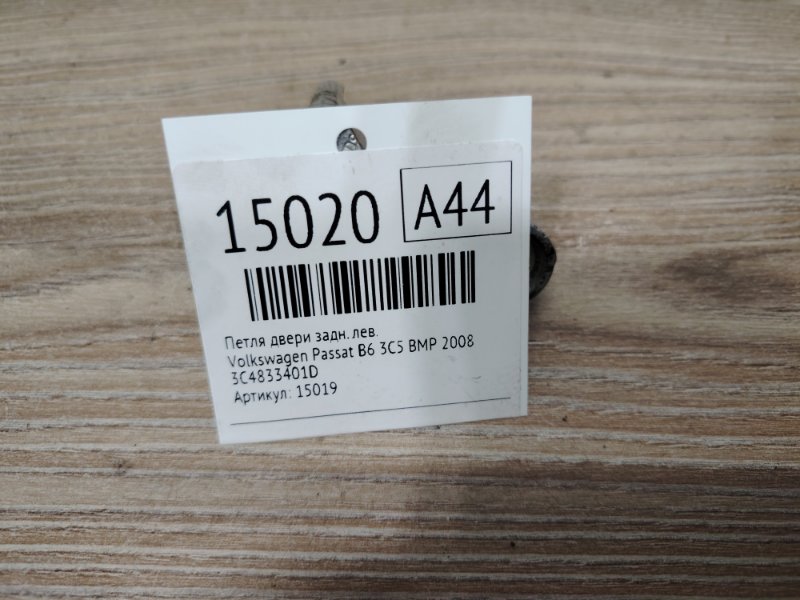 15020 A44
Петля двери задн. лев.
Volkswagen Passat B6 3C5 BMP 2008
3C4833401D
Артикул: 15019